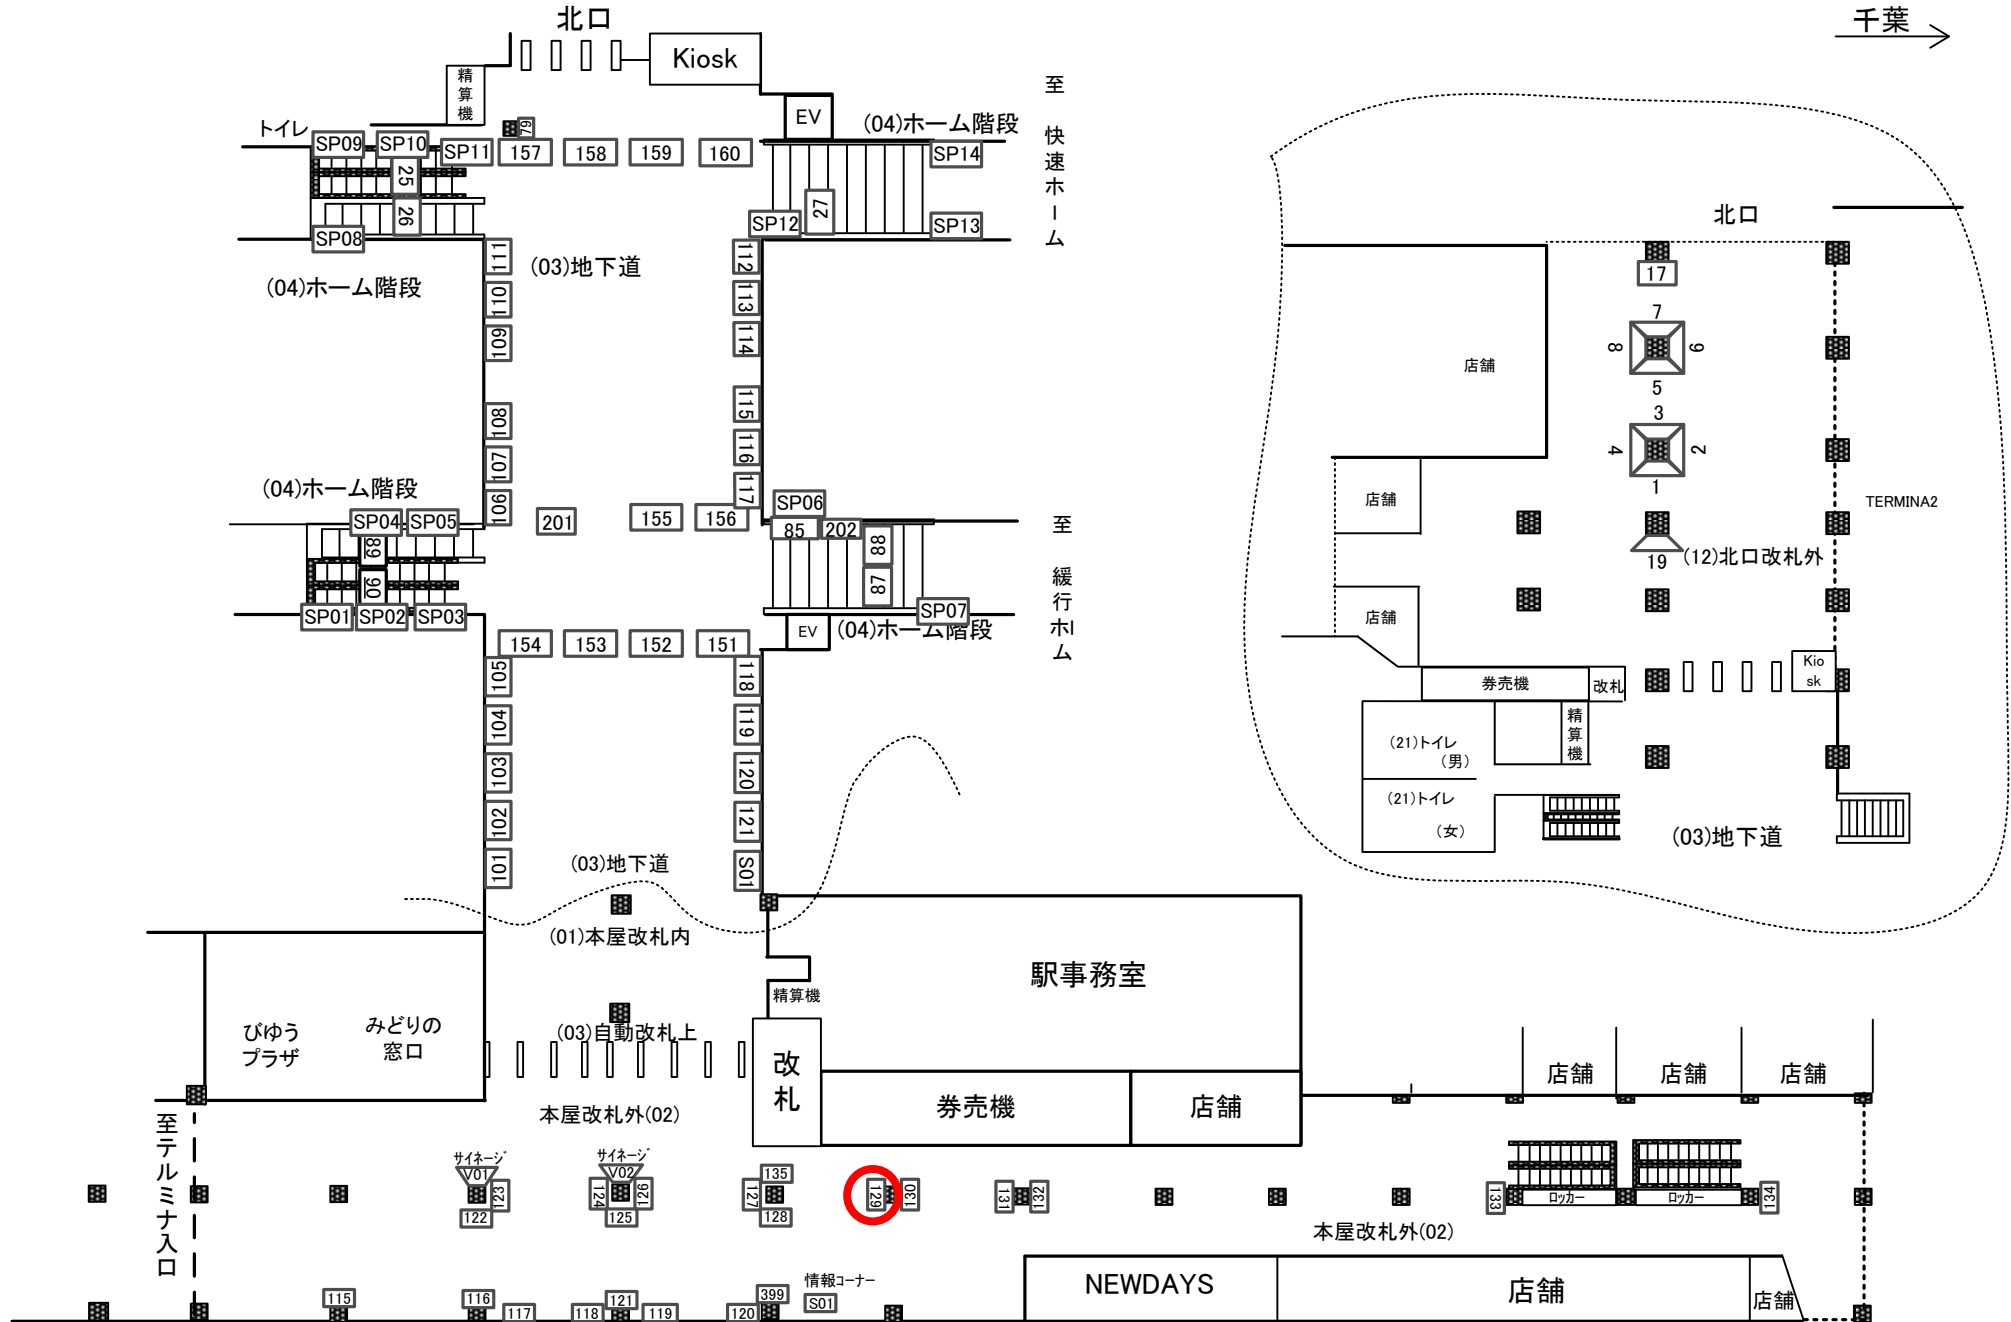 北口
千葉
Kiosk
精算機
EV
(04)ホーム階段
トイレ
79
SP09
SP10
SP11
157
158
159
160
SP14
25
26
27
SP12
SP13
SP08
至 快速ホーム
111
(03)地下道
112
(04)ホーム階段
110
113
109
114
108
115
107
116
(04)ホーム階段
106
117
SP04
SP05
201
155
156
SP06
85
202
88
87
89
90
SP01
SP02
SP03
SP07
EV
(04)ホーム階段
至 緩行ホーム
154
153
152
151
105
118
104
119
103
120
102
121
101
S01
(03)地下道
(01)本屋改札内
精算機
駅事務室
びゆう
プラザ
みどりの
窓口
(03)自動改札上
改札
券売機
店舗
店舗
店舗
店舗
本屋改札外(02)
至テルミナ入口
サイネージ
V01
123
122
サイネージ
V02
124
126
125
135
127
128
129
130
131
132
133
ロッカー
ロッカー
134
本屋改札外(02)
115
116
117
118
121
119
120
399
情報コーナー
S01
NEWDAYS
店舗
店舗
北口
17
7
8
6
5
3
4
2
1
19
店舗
店舗
店舗
TERMINA2
(12)北口改札外
Kio
sk
券売機
改札
精算機
(21)トイレ
(男)
(21)トイレ
(女)
(03)地下道